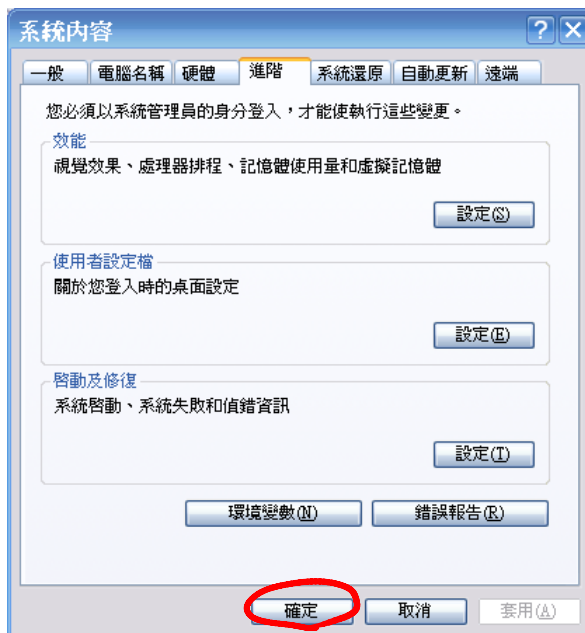 系統內容
一般 電腦名稱 硬體 進階 系統還原 自動更新 遠端
您必須以系統管理員的身分登入，才能使執行這些變更。
效能
視覺效果、處理器排程、記憶體使用量和虛擬記憶體
設定(S)
使用者設定檔
關於您登入時的桌面設定
設定(E)
啓動及修復
系統啓動、系統失敗和偵錯資訊
設定(T)
環境變數(N) 錯誤報告(R)
確定 取消 套用(A)